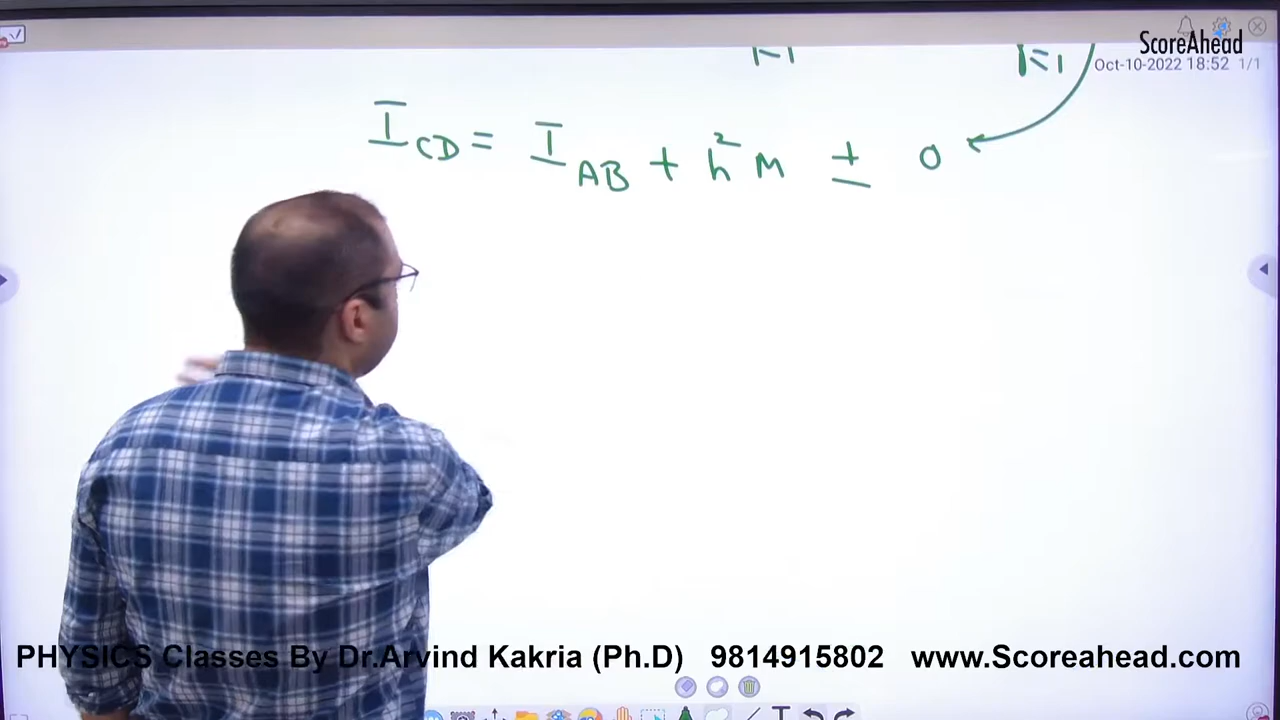 ScoreAhead
Oct-10-2022 18:52 1/1
I_CD = I_AB + h²M ± 0
PHYSICS Classes By Dr.Arvind Kakria (Ph.D) 9814915802 www.Scoreahead.com